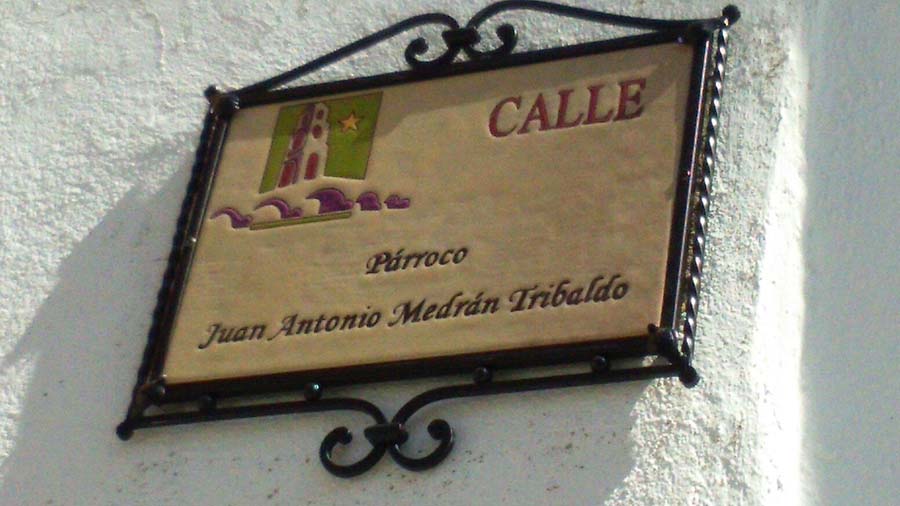 CALLE
Párroco
Juan Antonio Medrán Tribaldo